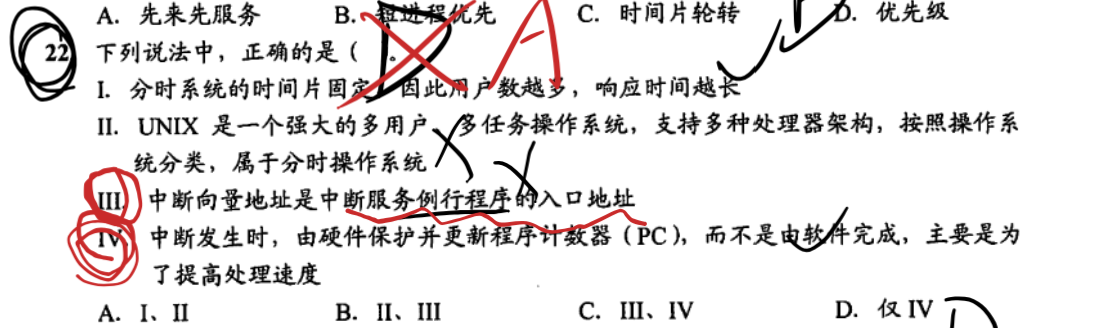 A. 先来先服务 B. 短进程优先 C. 时间片轮转 D. 优先级
22 下列说法中，正确的是（ D 。 A
I. 分时系统的时间片固定，因此用户数越多，响应时间越长
II. UNIX 是一个强大的多用户、多任务操作系统，支持多种处理器架构，按照操作系
统分类，属于分时操作系统
III. 中断向量地址是中断服务例行程序的入口地址
IV. 中断发生时，由硬件保护并更新程序计数器（PC），而不是由软件完成，主要是为
了提高处理速度
A. I、II B. II、III C. III、IV D. 仅 IV